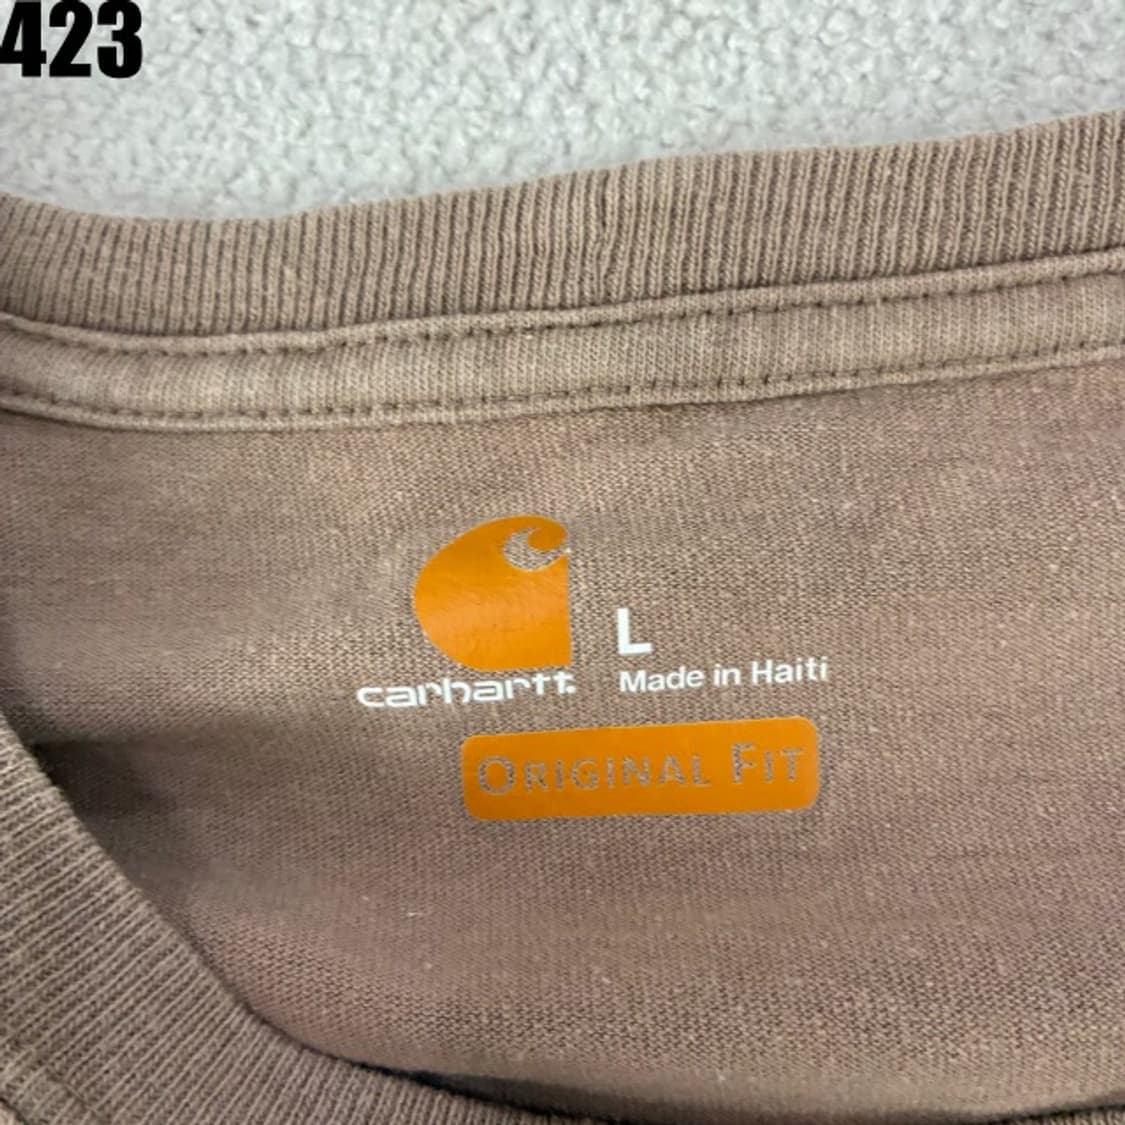 423
L
carhartt
Made in Haiti
ORIGINAL FIT